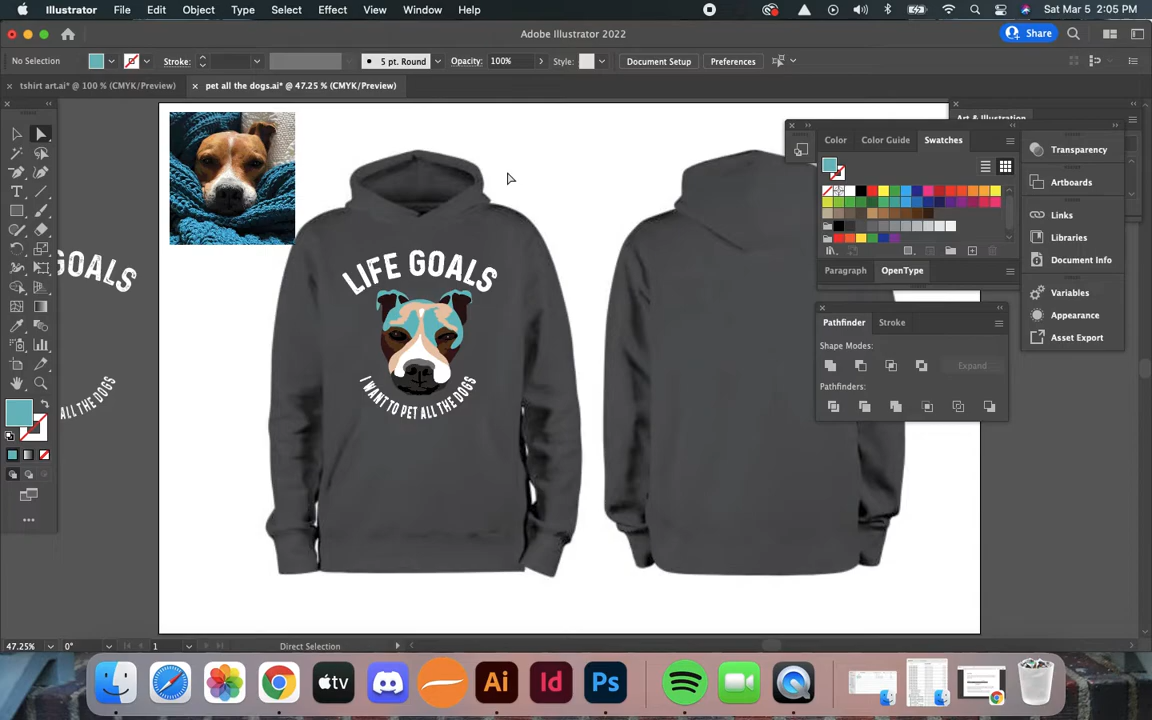 Illustrator File Edit Object Type Select Effect View Window Help Sat Mar 5 2:05 PM
Adobe Illustrator 2022
Share
No Selection Stroke: 5 pt. Round Opacity: 100% Style: Document Setup Preferences
tshirt art.ai* @ 100 % (CMYK/Preview)
pet all the dogs.ai* @ 47.25 % (CMYK/Preview)
Art & Illustration
Color Color Guide Swatches
Transparency
Artboards
Links
Libraries
Document Info
Paragraph OpenType
Variables
Pathfinder Stroke
Appearance
Asset Export
Shape Modes:
Expand
Pathfinders:
GOALS
ALL THE DOGS
LIFE GOALS
I WANT TO PET ALL THE DOGS
47.25% 0° 1 Direct Selection
tv
Ai
Id
Ps